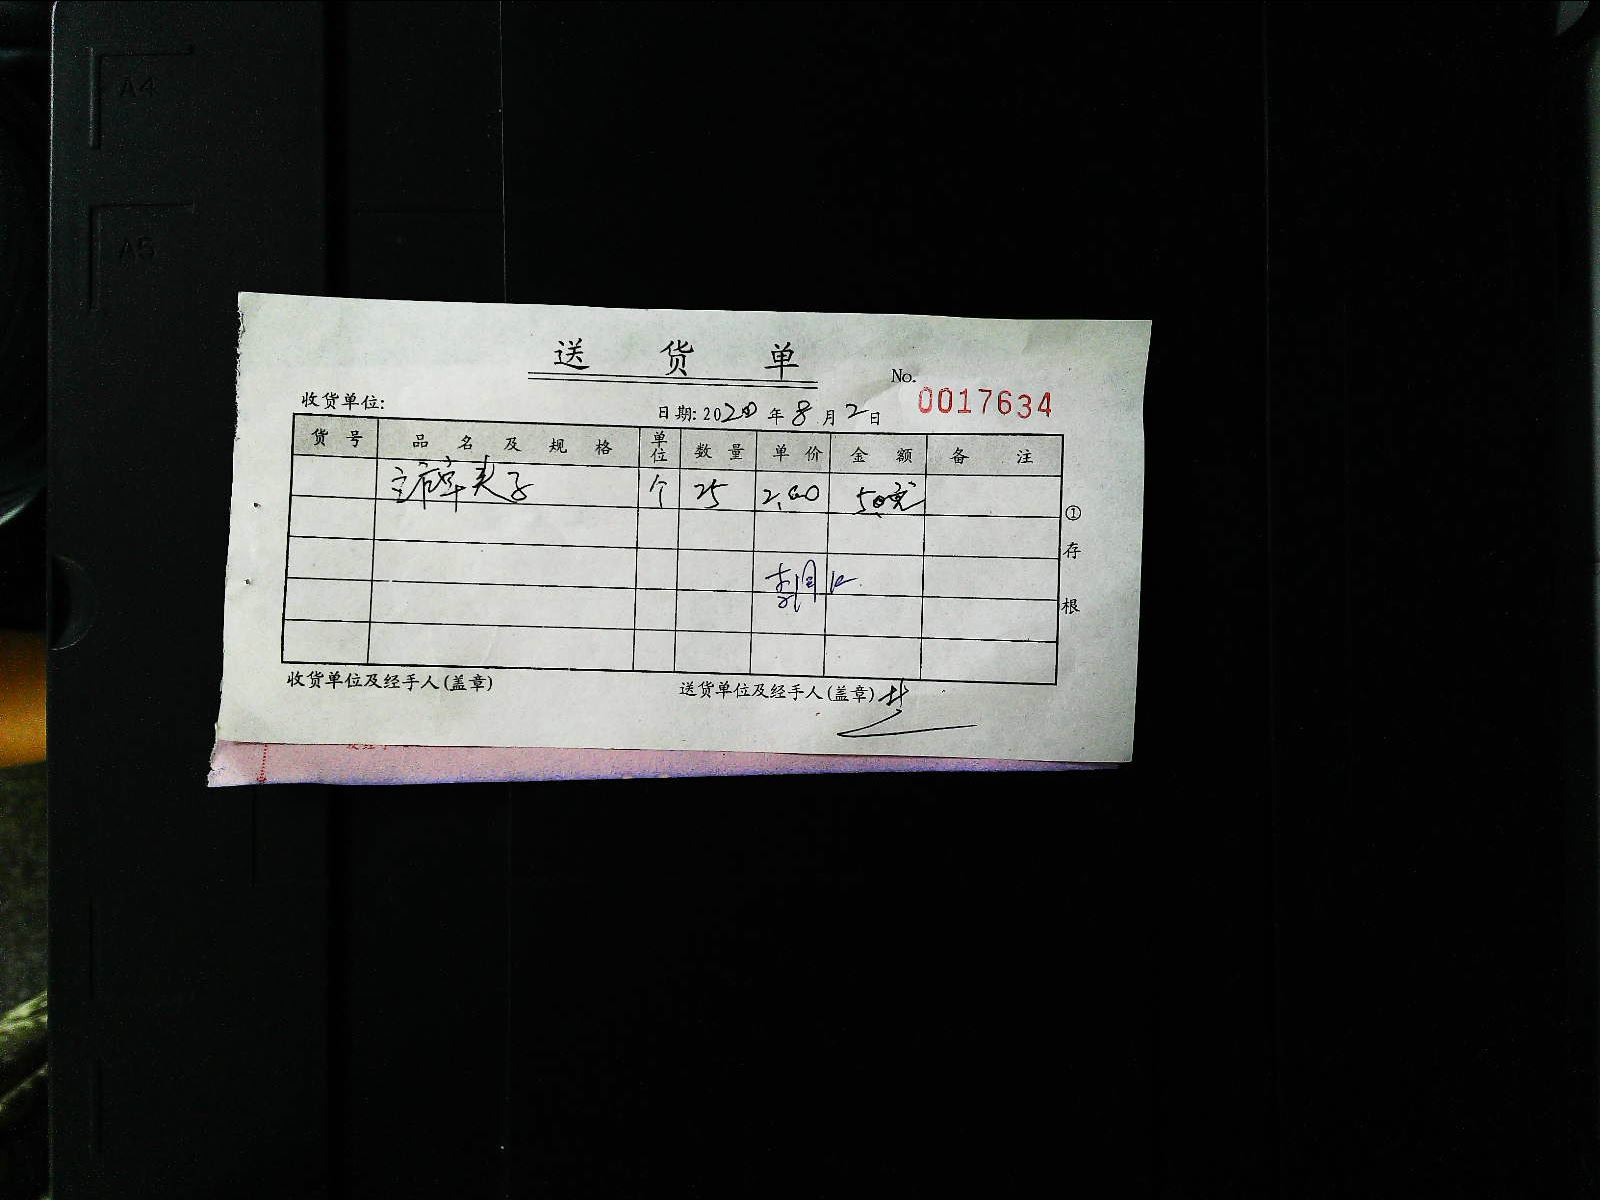 A4
A5
送货单
No. 0017634
收货单位:
日期: 2020 年 8 月 2 日
货号 品名及规格 单位 数量 单价 金额 备注
夹子 个 25 2.00 50元
① 存根
收货单位及经手人(盖章) 送货单位及经手人(盖章)